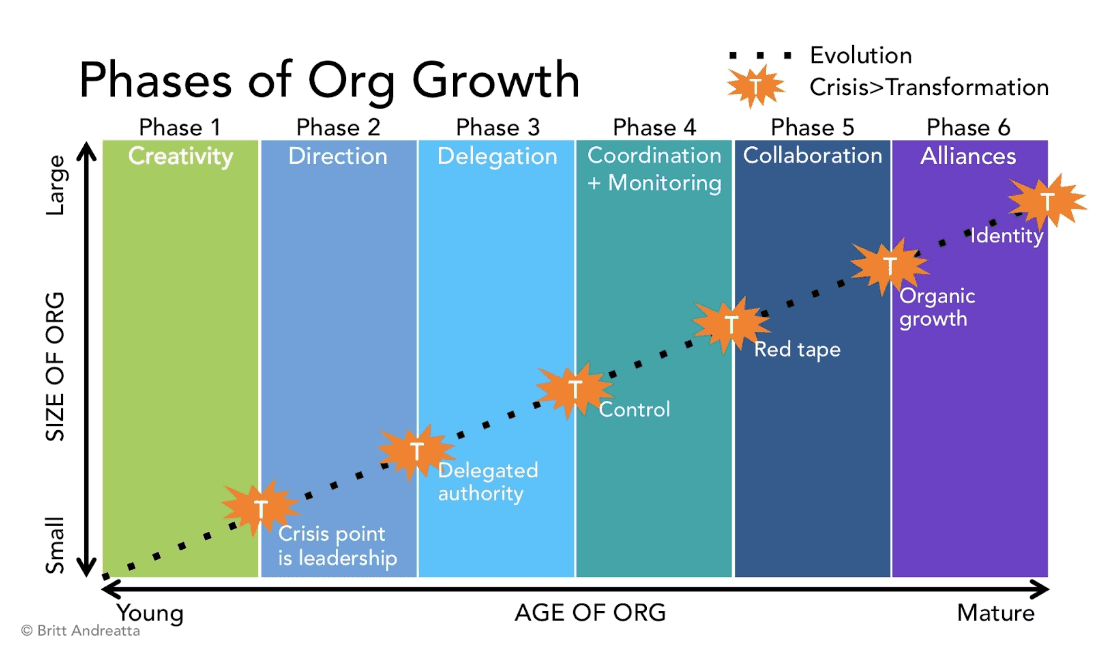 Phases of Org Growth
Evolution
T Crisis>Transformation
Phase 1
Phase 2
Phase 3
Phase 4
Phase 5
Phase 6
Creativity
Direction
Delegation
Coordination
+ Monitoring
Collaboration
Alliances
Large
SIZE OF ORG
Small
T
Crisis point
is leadership
T
Delegated
authority
T
Control
T
Red tape
T
Organic
growth
T
Identity
Young
AGE OF ORG
Mature
© Britt Andreatta